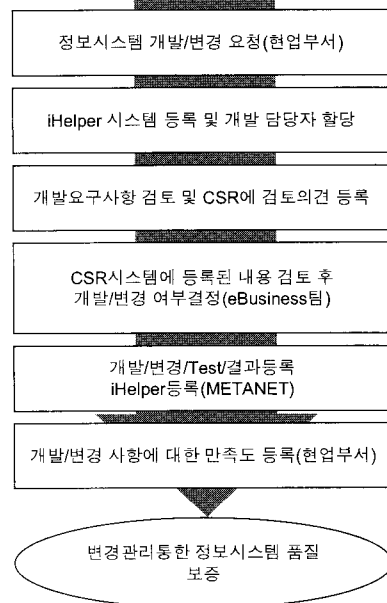 정보시스템 개발/변경 요청(현업부서)
iHelper 시스템 등록 및 개발 담당자 할당
개발요구사항 검토 및 CSR에 검토의견 등록
CSR시스템에 등록된 내용 검토 후
개발/변경 여부결정(eBusiness팀)
개발/변경/Test/결과등록
iHelper등록(METANET)
개발/변경 사항에 대한 만족도 등록(현업부서)
변경관리통한 정보시스템 품질
보증